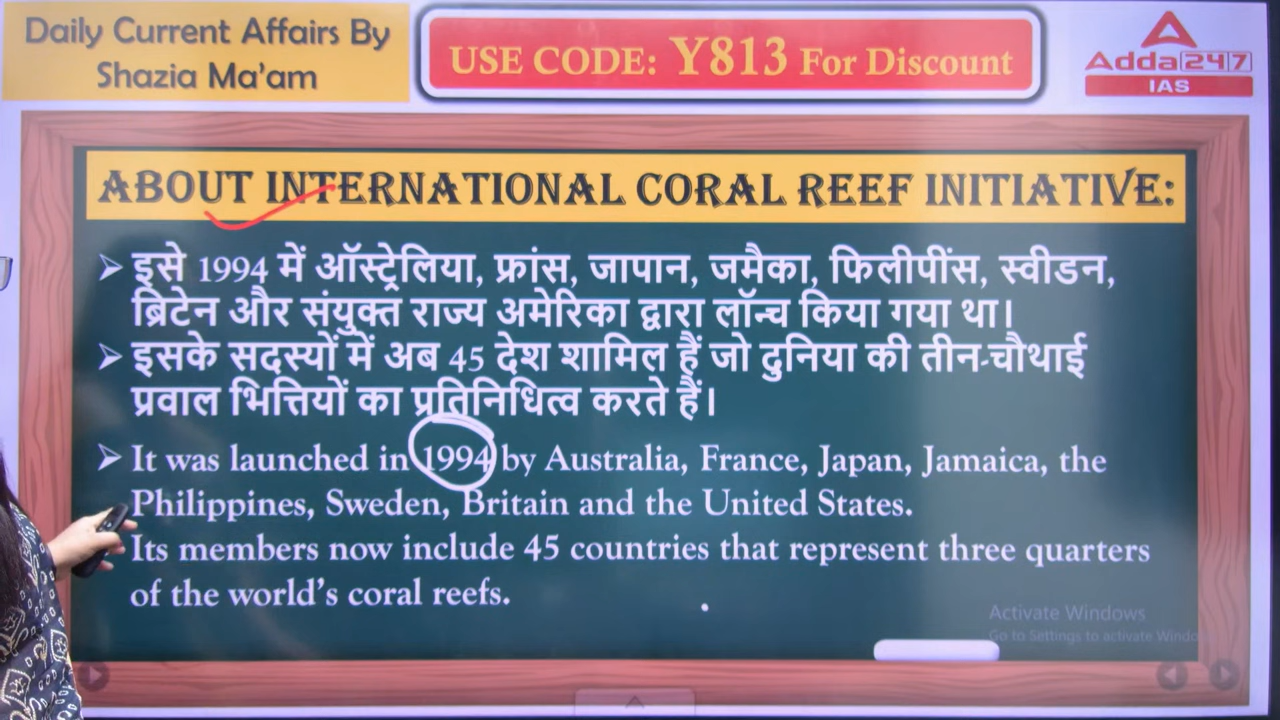 Daily Current Affairs By
Shazia Ma'am
USE CODE: Y813 For Discount
Adda247
IAS
ABOUT INTERNATIONAL CORAL REEF INITIATIVE:
➢ इसे 1994 में ऑस्ट्रेलिया, फ्रांस, जापान, जमैका, फिलीपींस, स्वीडन,
ब्रिटेन और संयुक्त राज्य अमेरिका द्वारा लॉन्च किया गया था।
➢ इसके सदस्यों में अब 45 देश शामिल हैं जो दुनिया की तीन-चौथाई
प्रवाल भित्तियों का प्रतिनिधित्व करते हैं।
➢ It was launched in 1994 by Australia, France, Japan, Jamaica, the
Philippines, Sweden, Britain and the United States.
Its members now include 45 countries that represent three quarters
of the world's coral reefs.
Activate Windows
Go to Settings to activate